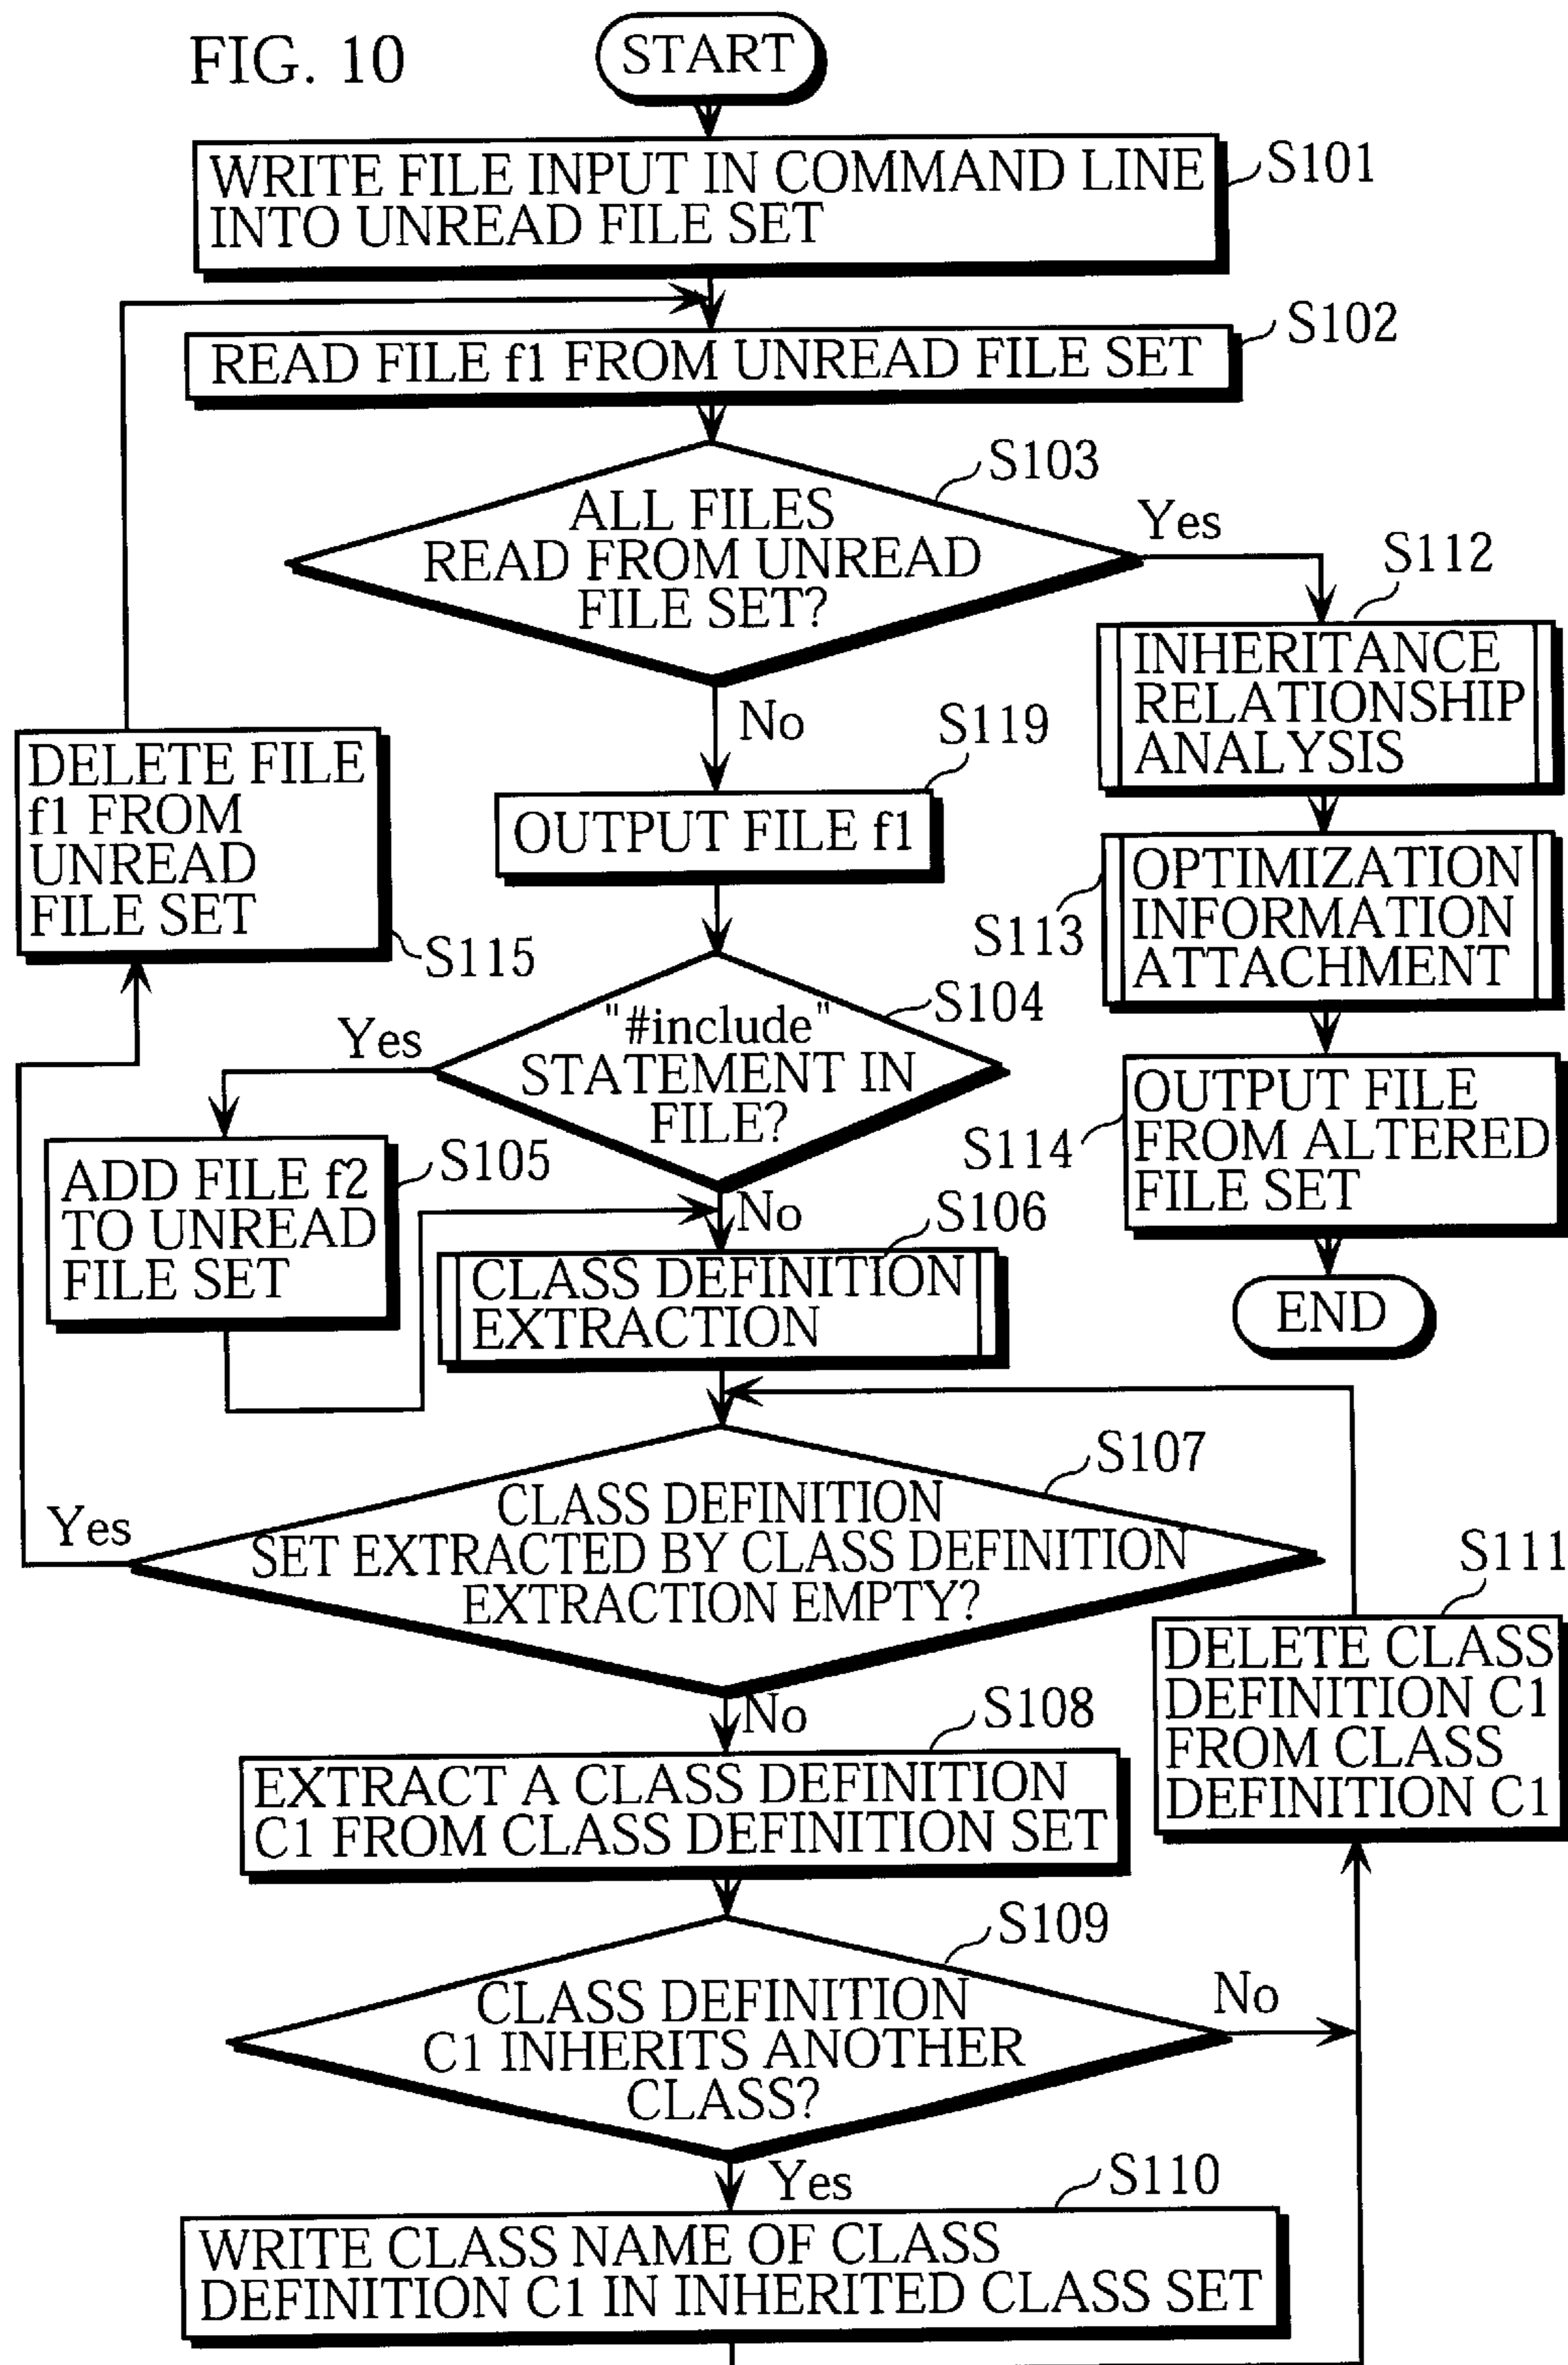 FIG. 10
START
WRITE FILE INPUT IN COMMAND LINE
INTO UNREAD FILE SET
S101
READ FILE f1 FROM UNREAD FILE SET
S102
ALL FILES
READ FROM UNREAD
FILE SET?
S103
Yes
No
S112
INHERITANCE
RELATIONSHIP
ANALYSIS
DELETE FILE
f1 FROM
UNREAD
FILE SET
S115
S119
OUTPUT FILE f1
S113
OPTIMIZATION
INFORMATION
ATTACHMENT
"#include"
STATEMENT IN
FILE?
S104
Yes
No
S114
OUTPUT FILE
FROM ALTERED
FILE SET
ADD FILE f2
TO UNREAD
FILE SET
S105
S106
CLASS DEFINITION
EXTRACTION
END
S107
CLASS DEFINITION
SET EXTRACTED BY CLASS DEFINITION
EXTRACTION EMPTY?
Yes
No
S111
DELETE CLASS
DEFINITION C1
FROM CLASS
DEFINITION C1
S108
EXTRACT A CLASS DEFINITION
C1 FROM CLASS DEFINITION SET
S109
CLASS DEFINITION
C1 INHERITS ANOTHER
CLASS?
No
Yes
S110
WRITE CLASS NAME OF CLASS
DEFINITION C1 IN INHERITED CLASS SET